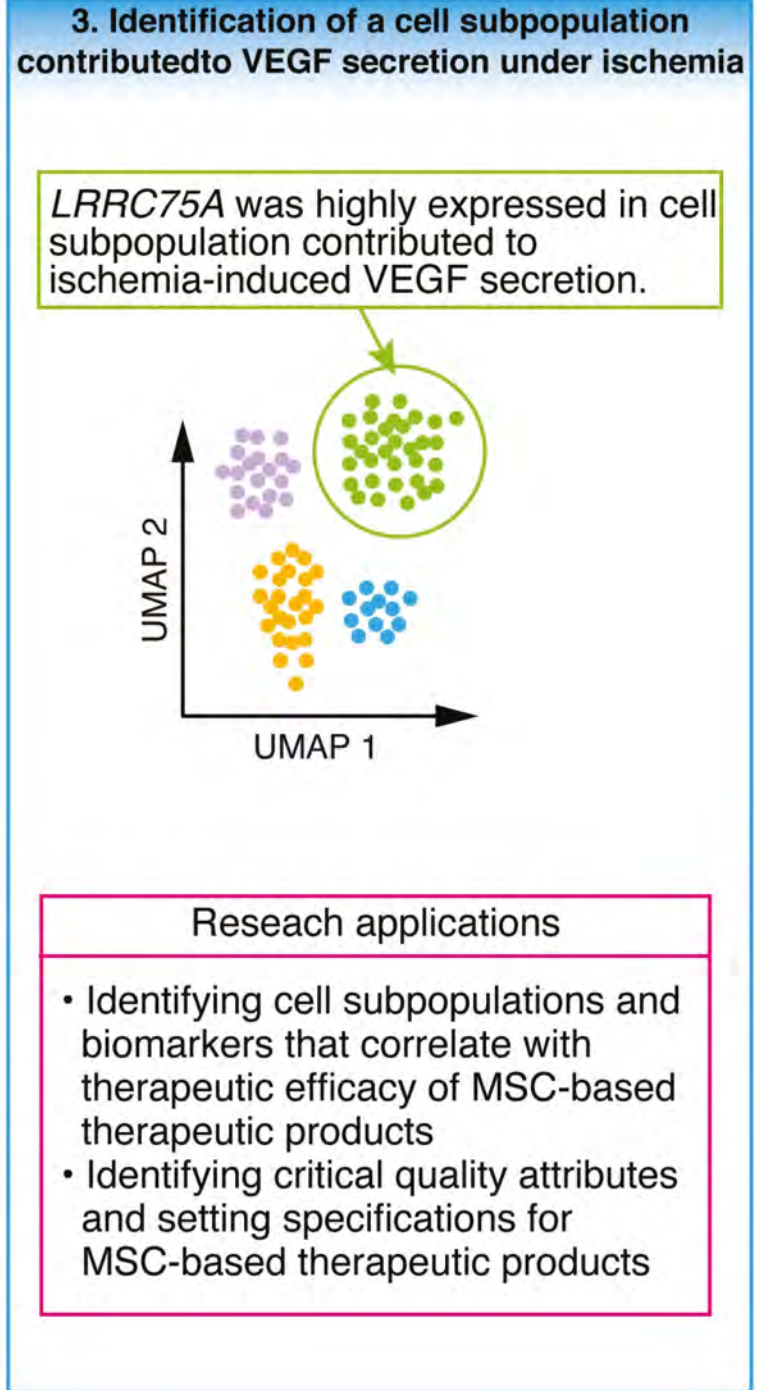 3. Identification of a cell subpopulation
contributedto VEGF secretion under ischemia
LRRC75A was highly expressed in cell
subpopulation contributed to
ischemia-induced VEGF secretion.
UMAP 2
UMAP 1
Reseach applications
• Identifying cell subpopulations and
biomarkers that correlate with
therapeutic efficacy of MSC-based
therapeutic products
• Identifying critical quality attributes
and setting specifications for
MSC-based therapeutic products